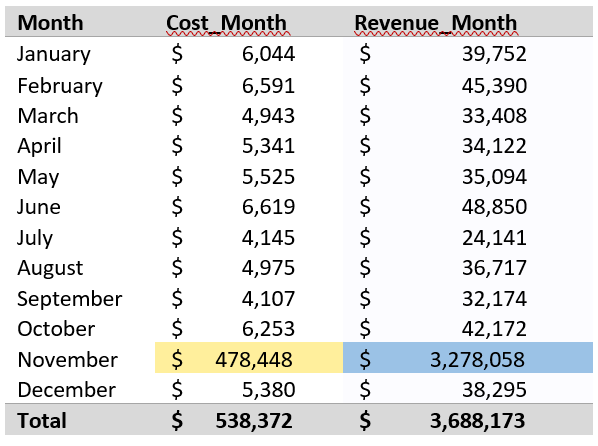 Month Cost_Month Revenue_Month
January $ 6,044 $ 39,752
February $ 6,591 $ 45,390
March $ 4,943 $ 33,408
April $ 5,341 $ 34,122
May $ 5,525 $ 35,094
June $ 6,619 $ 48,850
July $ 4,145 $ 24,141
August $ 4,975 $ 36,717
September $ 4,107 $ 32,174
October $ 6,253 $ 42,172
November $ 478,448 $ 3,278,058
December $ 5,380 $ 38,295
Total $ 538,372 $ 3,688,173